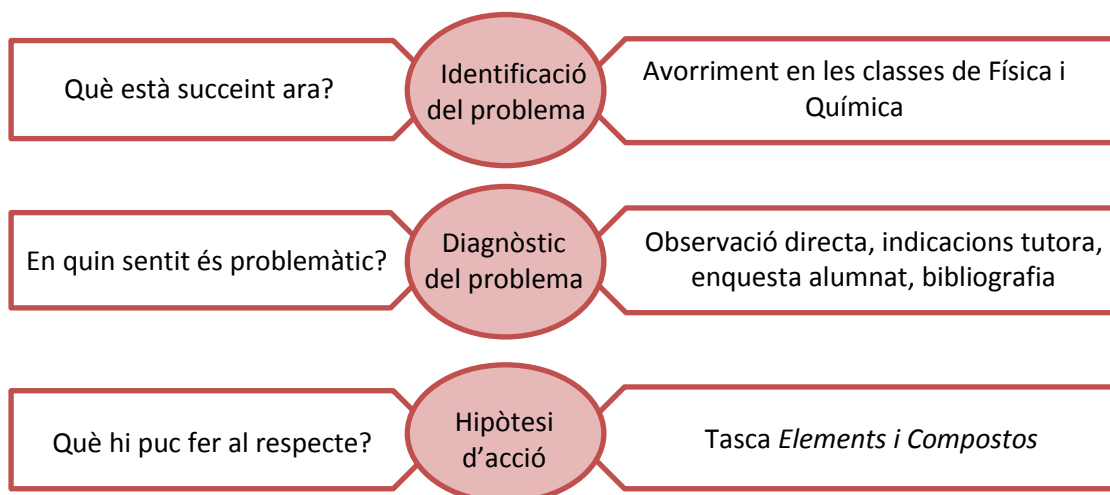 Què està succeint ara?
Identificació
del problema
Avorriment en les classes de Física i
Química
En quin sentit és problemàtic?
Diagnòstic
del problema
Observació directa, indicacions tutora,
enquesta alumnat, bibliografia
Què hi puc fer al respecte?
Hipòtesi
d’acció
Tasca Elements i Compostos